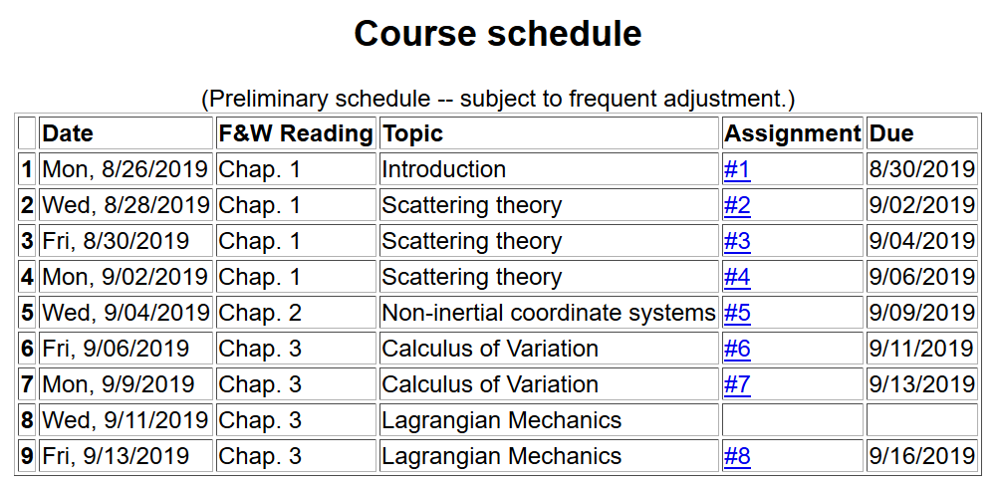 Course schedule
(Preliminary schedule -- subject to frequent adjustment.)
Date F&W Reading Topic Assignment Due
1 Mon, 8/26/2019 Chap. 1 Introduction #1 8/30/2019
2 Wed, 8/28/2019 Chap. 1 Scattering theory #2 9/02/2019
3 Fri, 8/30/2019 Chap. 1 Scattering theory #3 9/04/2019
4 Mon, 9/02/2019 Chap. 1 Scattering theory #4 9/06/2019
5 Wed, 9/04/2019 Chap. 2 Non-inertial coordinate systems #5 9/09/2019
6 Fri, 9/06/2019 Chap. 3 Calculus of Variation #6 9/11/2019
7 Mon, 9/9/2019 Chap. 3 Calculus of Variation #7 9/13/2019
8 Wed, 9/11/2019 Chap. 3 Lagrangian Mechanics
9 Fri, 9/13/2019 Chap. 3 Lagrangian Mechanics #8 9/16/2019